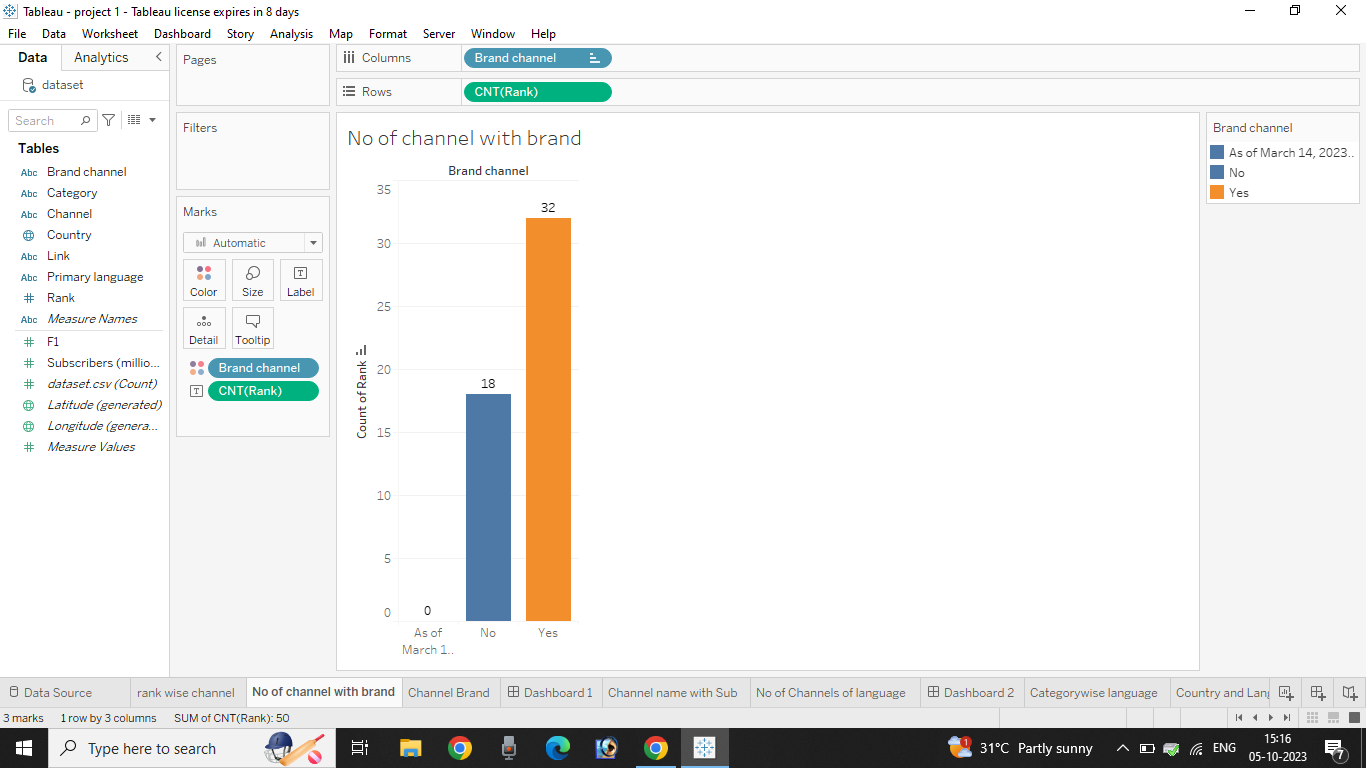 Tableau - project 1 - Tableau license expires in 8 days
File Data Worksheet Dashboard Story Analysis Map Format Server Window Help
Data Analytics
dataset
Search
Tables
Abc Brand channel
Abc Category
Abc Channel
Country
Abc Link
Abc Primary language
# Rank
Abc Measure Names
# F1
# Subscribers (millio...
# dataset.csv (Count)
Latitude (generated)
Longitude (genera...
# Measure Values
Pages
Filters
Marks
Automatic
Color Size Label
Detail Tooltip
Brand channel
CNT(Rank)
Columns Brand channel
Rows CNT(Rank)
No of channel with brand
Brand channel
35
30
25
20
15
10
5
0
Count of Rank
0
18
32
As of March 1..
No
Yes
Brand channel
As of March 14, 2023..
No
Yes
Data Source rank wise channel No of channel with brand Channel Brand Dashboard 1 Channel name with Sub No of Channels of language Dashboard 2 Categorywise language Country and Lang
3 marks 1 row by 3 columns SUM of CNT(Rank): 50
Type here to search
1
31°C Partly sunny
ENG
15:16
05-10-2023
7